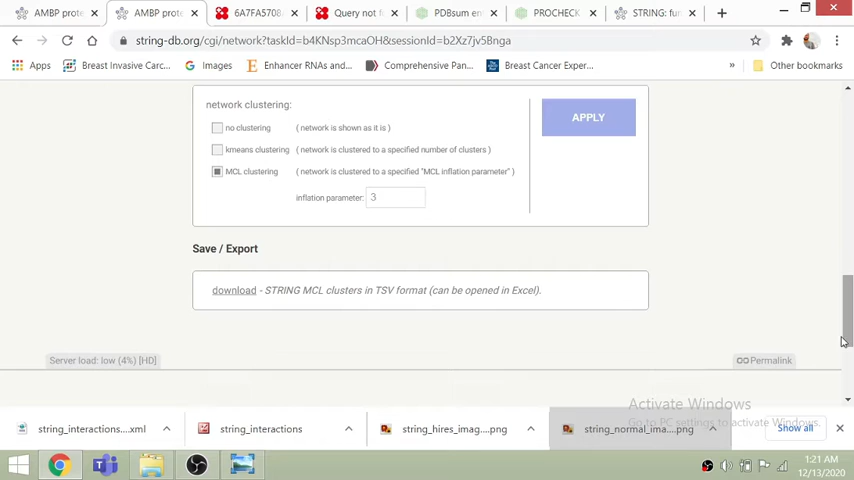 AMBP prote
AMBP prote
6A7FA5708/
Query not f
PDBsum en
PROCHECK
STRING: fur
string-db.org/cgi/network?taskId=b4KNsp3mcaOH&sessionId=b2Xz7jv5Bnga
Apps
Breast Invasive Carc...
Images
Enhancer RNAs and...
Comprehensive Pan...
Breast Cancer Exper...
»
Other bookmarks
network clustering:
no clustering ( network is shown as it is )
kmeans clustering ( network is clustered to a specified number of clusters )
MCL clustering ( network is clustered to a specified "MCL inflation parameter" )
inflation parameter: 3
APPLY
Save / Export
download - STRING MCL clusters in TSV format (can be opened in Excel).
Server load: low (4%) [HD]
Permalink
Activate Windows
Go to PC settings to activate Windows.
string_interactions....xml
string_interactions
string_hires_imag....png
string_normal_ima....png
Show all
1:21 AM
12/13/2020